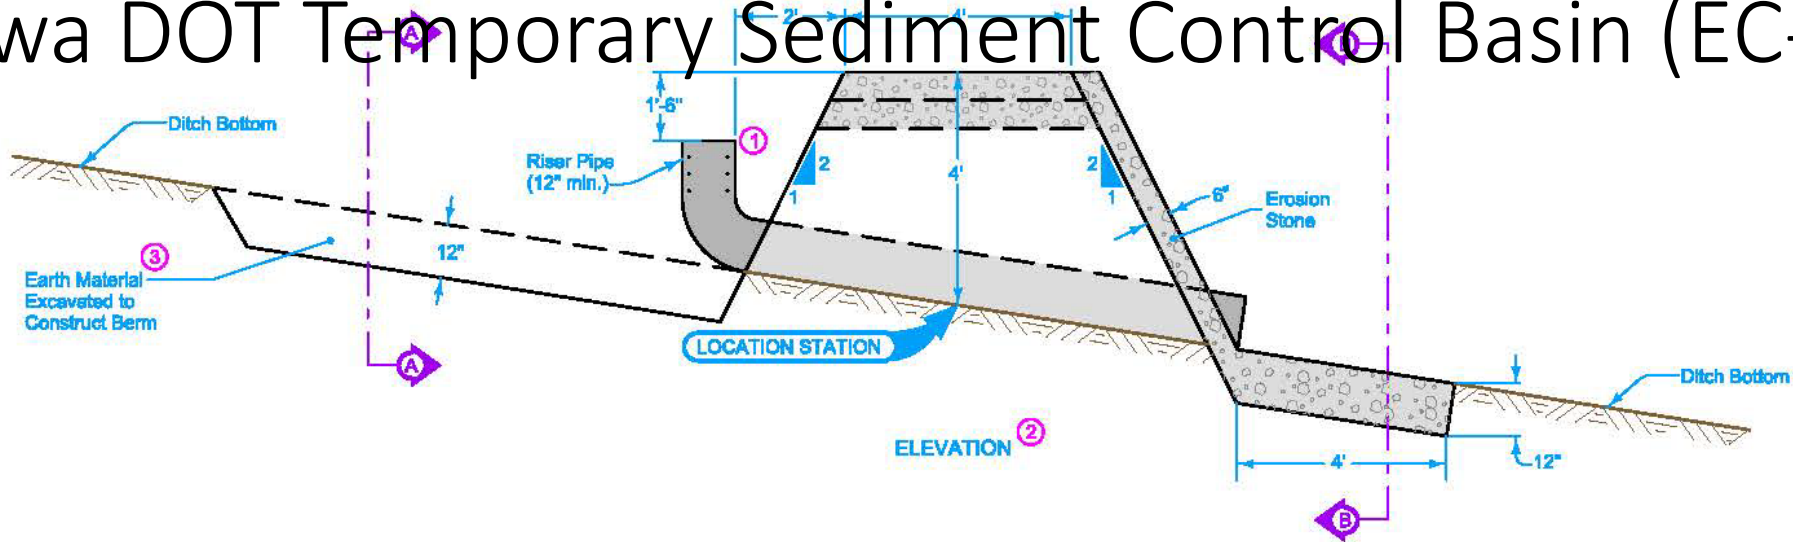 wa DOT Temporary Sediment Control Basin (EC-
A
2'
4'
1'-6"
1
Ditch Bottom
Riser Pipe
(12" min.)
2
1
4'
2
1
6"
Erosion
Stone
12"
3
Earth Material
Excavated to
Construct Berm
LOCATION STATION
A
Ditch Bottom
ELEVATION
2
4'
12"
B